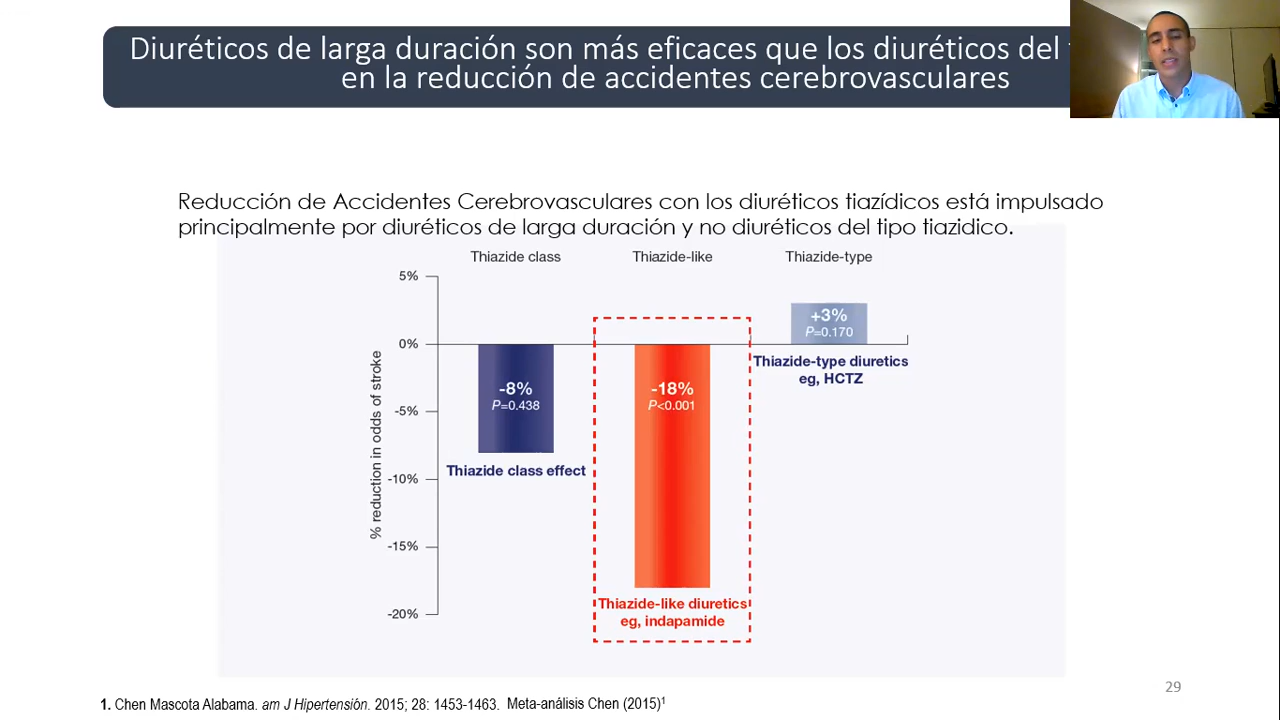 Diuréticos de larga duración son más eficaces que los diuréticos del
en la reducción de accidentes cerebrovasculares
Reducción de Accidentes Cerebrovasculares con los diuréticos tiazídicos está impulsado
principalmente por diuréticos de larga duración y no diuréticos del tipo tiazidico.
Thiazide class
Thiazide-like
Thiazide-type
5%
0%
-5%
-10%
-15%
-20%
% reduction in odds of stroke
-8%
P=0.438
Thiazide class effect
-18%
P<0.001
Thiazide-like diuretics
eg, indapamide
+3%
P=0.170
Thiazide-type diuretics
eg, HCTZ
29
1. Chen Mascota Alabama. am J Hipertensión. 2015; 28: 1453-1463. Meta-análisis Chen (2015)¹